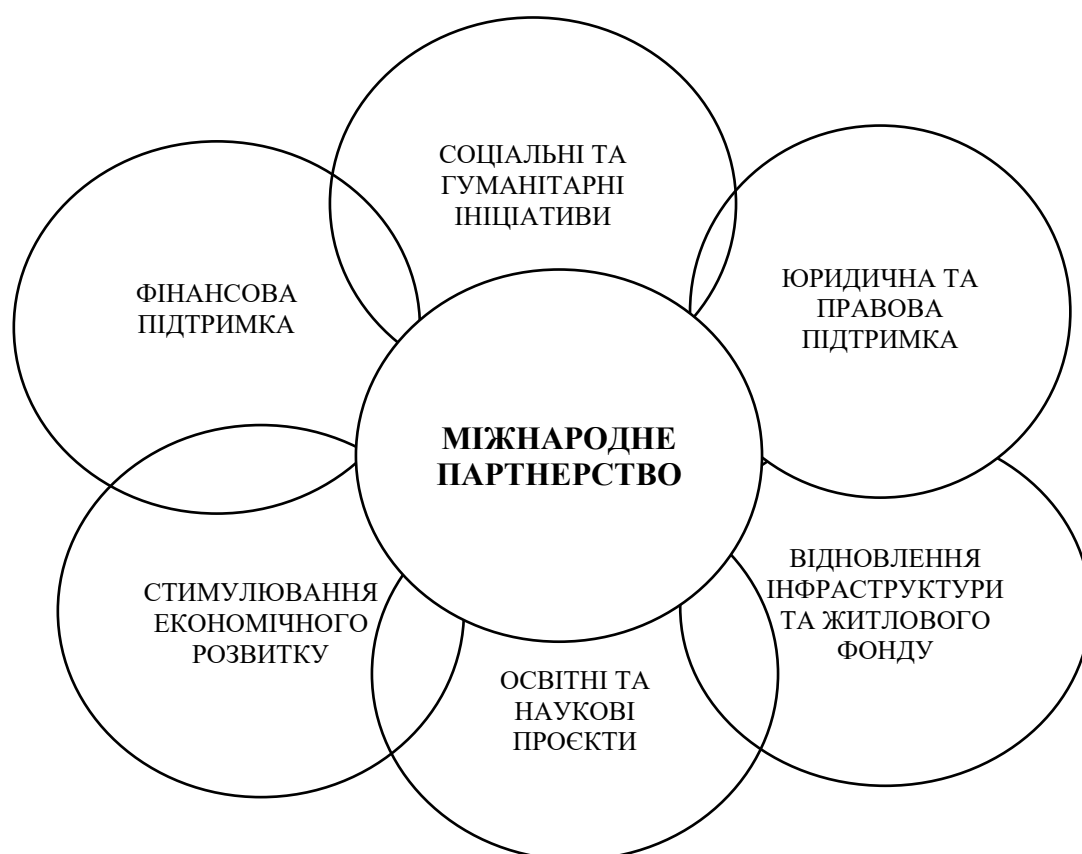 СОЦІАЛЬНІ ТА
ГУМАНІТАРНІ
ІНІЦІАТИВИ
ФІНАНСОВА
ПІДТРИМКА
ЮРИДИЧНА ТА
ПРАВОВА
ПІДТРИМКА
МІЖНАРОДНЕ
ПАРТНЕРСТВО
СТИМУЛЮВАННЯ
ЕКОНОМІЧНОГО
РОЗВИТКУ
ВІДНОВЛЕННЯ
ІНФРАСТРУКТУРИ
ТА ЖИТЛОВОГО
ФОНДУ
ОСВІТНІ ТА
НАУКОВІ
ПРОЄКТИ